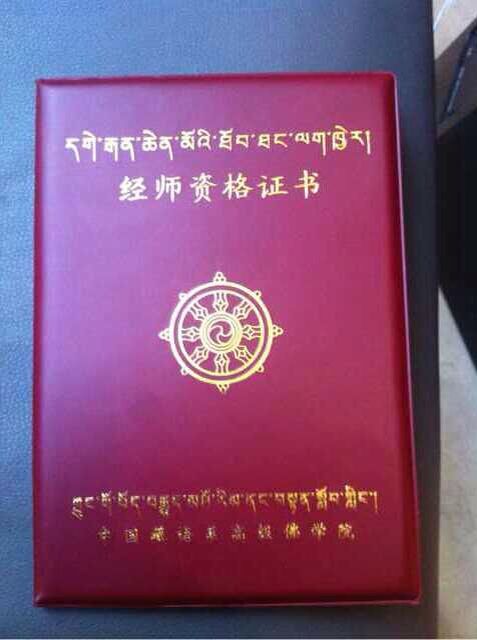 དགེ་རྒན་ཆེན་མོའི་ཐོབ་ཐང་ལག་ཁྱེར།
经师资格证书
ཀྲུང་གོ་བོད་བརྒྱུད་མཐོ་རིམ་ནང་བསྟན་སློབ་གླིང་།
中国藏语系高级佛学院